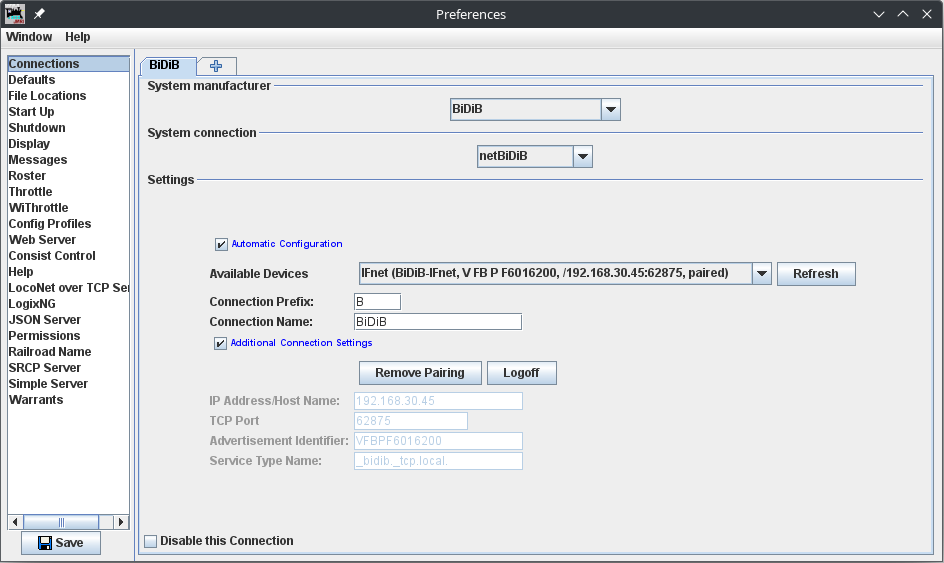 Preferences
Window Help
Connections
Defaults
File Locations
Start Up
Shutdown
Display
Messages
Roster
Throttle
WiThrottle
Config Profiles
Web Server
Consist Control
Help
LocoNet over TCP Ser
LogixNG
JSON Server
Permissions
Railroad Name
SRCP Server
Simple Server
Warrants
Save
BiDiB
System manufacturer
BiDiB
System connection
netBiDiB
Settings
Automatic Configuration
Available Devices IFnet (BiDiB-IFnet, V FB P F6016200, /192.168.30.45:62875, paired) Refresh
Connection Prefix: B
Connection Name: BiDiB
Additional Connection Settings
Remove Pairing Logoff
IP Address/Host Name: 192.168.30.45
TCP Port 62875
Advertisement Identifier: VFBPF6016200
Service Type Name: _bidib._tcp.local.
Disable this Connection